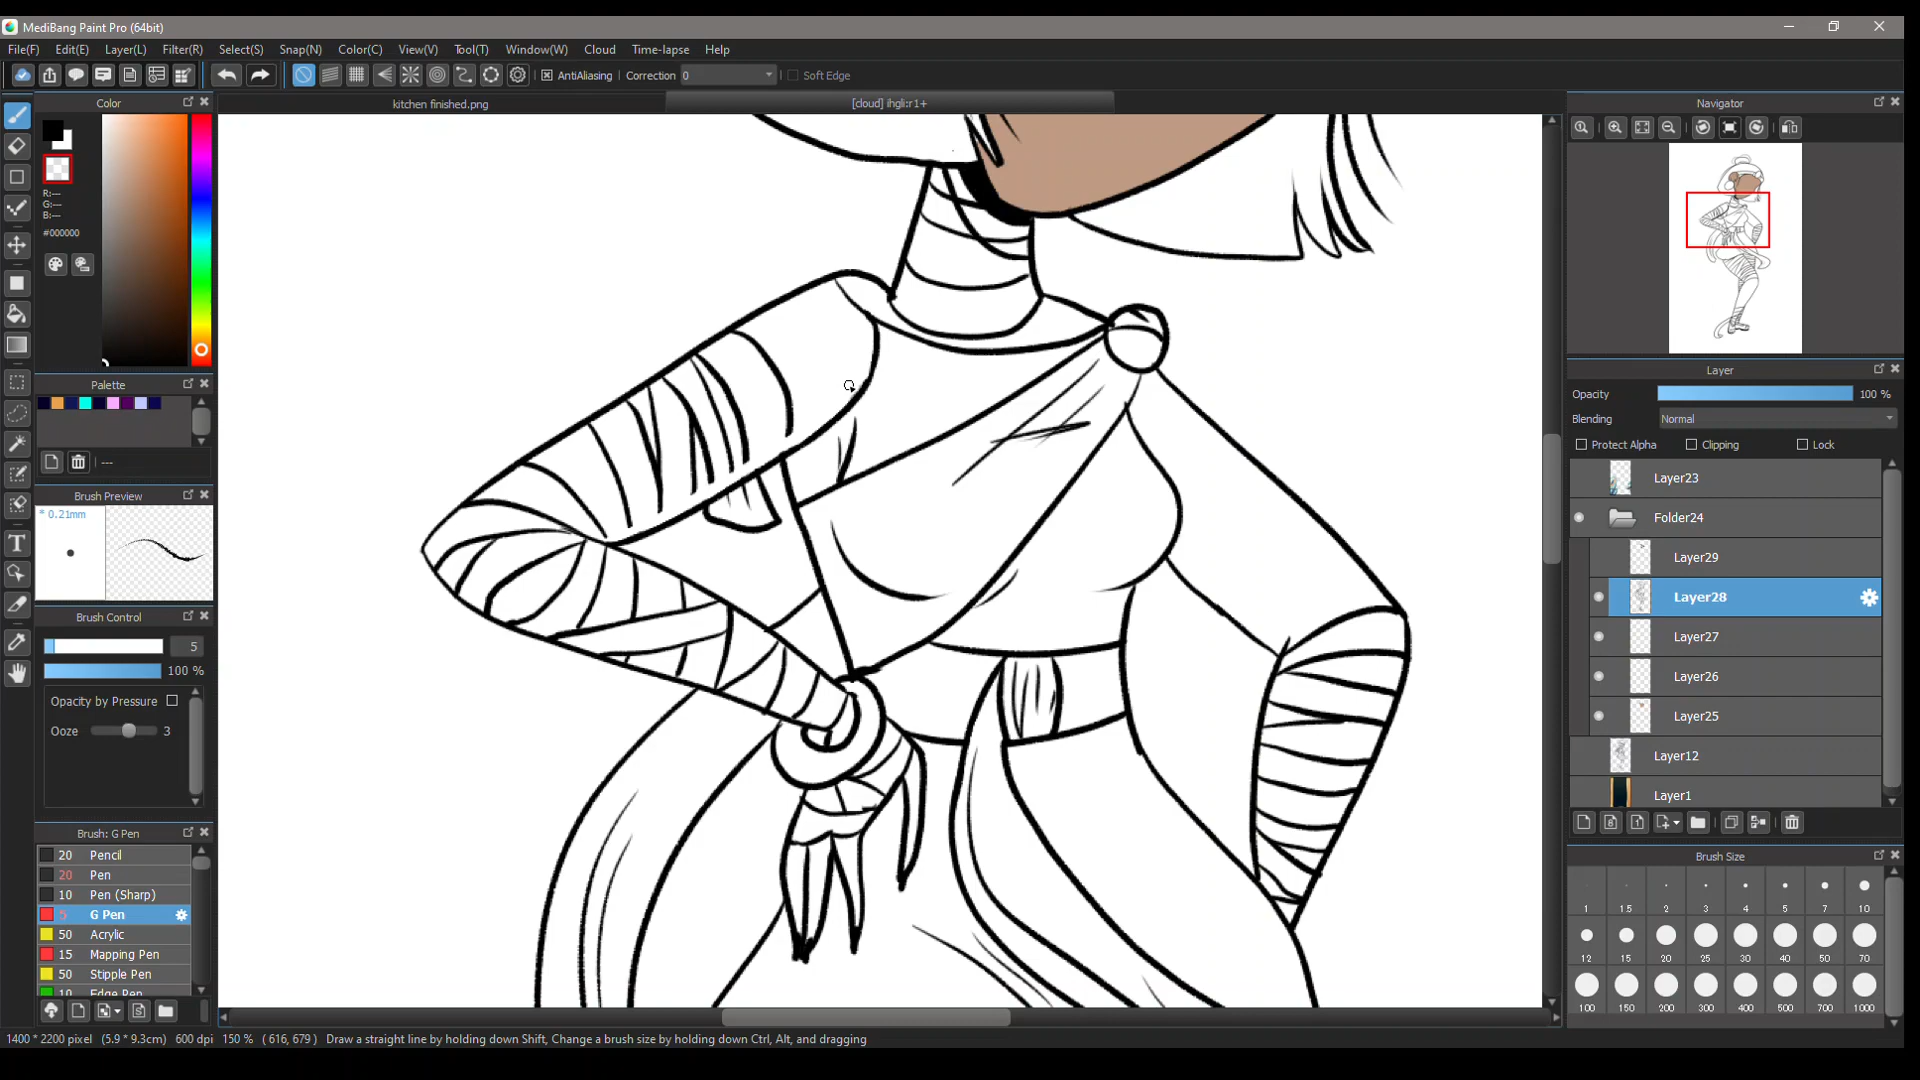 MediBang Paint Pro (64bit)
File(F) Edit(E) Layer(L) Filter(R) Select(S) Snap(N) Color(C) View(V) Tool(T) Window(W) Cloud Time-lapse Help
AntiAliasing Correction 0 Soft Edge
Color
kitchen finished.png
[cloud] ihgli:r1+
Navigator
R:---
G:---
B:---
#000000
Palette
---
Brush Preview
* 0.21mm
Brush Control
5
100 %
Opacity by Pressure
Ooze 3
Brush: G Pen
20 Pencil
20 Pen
10 Pen (Sharp)
5 G Pen
50 Acrylic
15 Mapping Pen
50 Stipple Pen
10 Edge Pen
Layer
Opacity 100 %
Blending Normal
Protect Alpha Clipping Lock
Layer23
Folder24
Layer29
Layer28
Layer27
Layer26
Layer25
Layer12
Layer1
Brush Size
1 1.5 2 3 4 5 7 10
12 15 20 25 30 40 50 70
100 150 200 300 400 500 700 1000
1400 * 2200 pixel (5.9 * 9.3cm) 600 dpi 150 % ( 616, 679 ) Draw a straight line by holding down Shift, Change a brush size by holding down Ctrl, Alt, and dragging